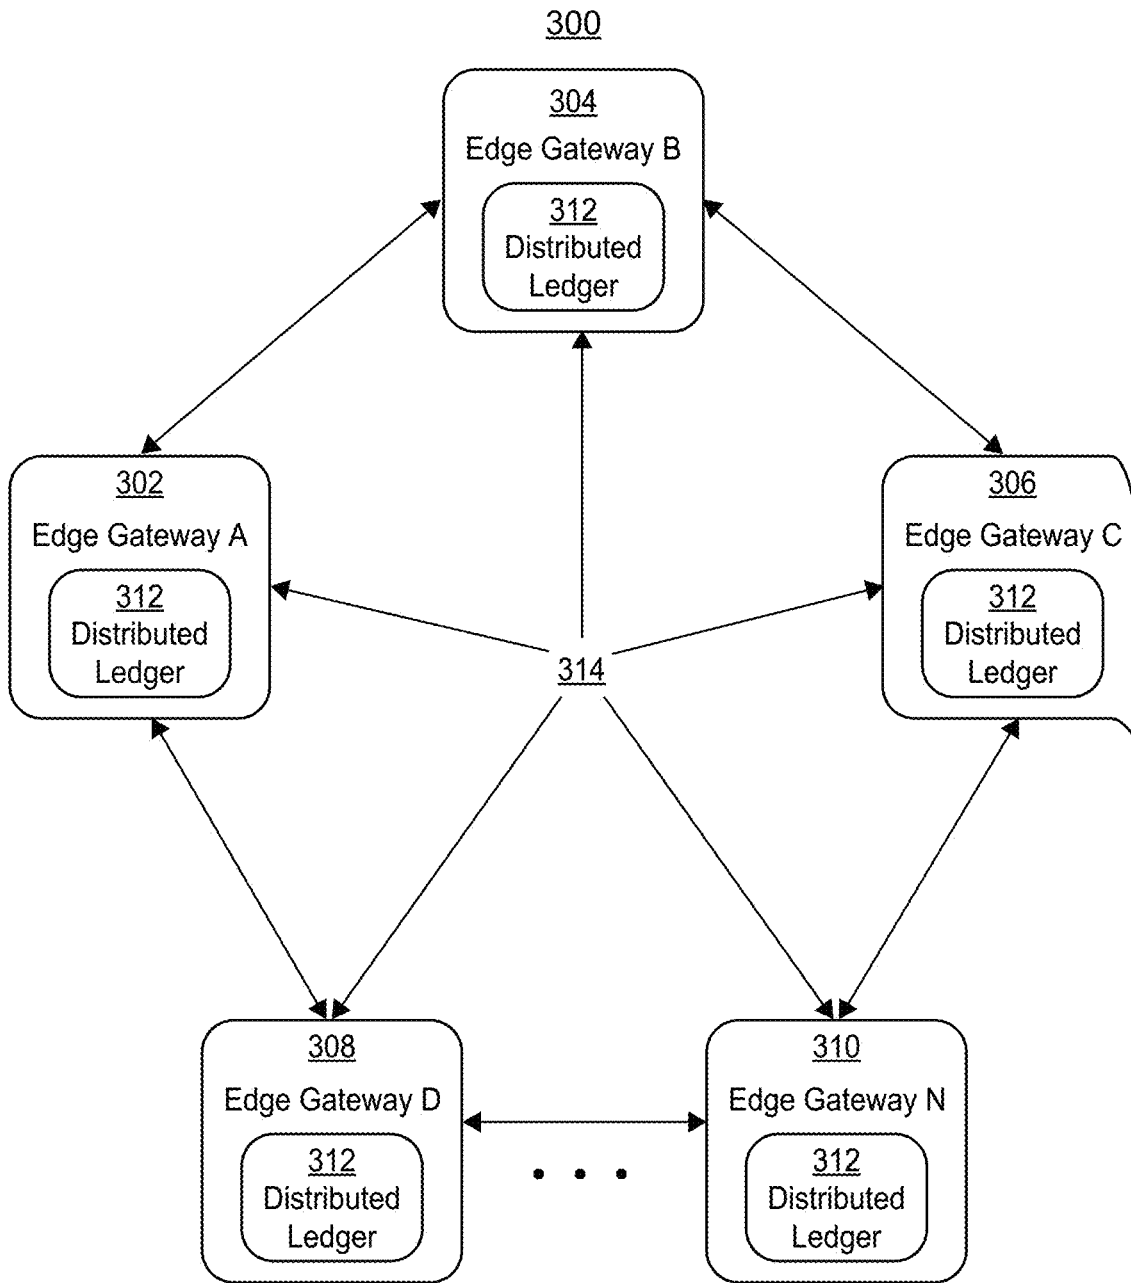 300
304
Edge Gateway B
312
Distributed
Ledger
302
Edge Gateway A
312
Distributed
Ledger
306
Edge Gateway C
312
Distributed
Ledger
314
308
Edge Gateway D
312
Distributed
Ledger
310
Edge Gateway N
312
Distributed
Ledger